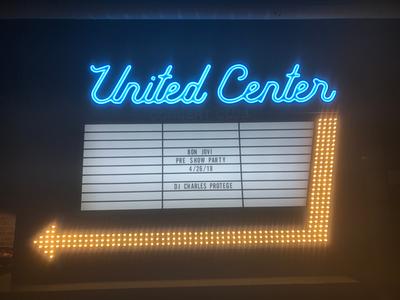 United Center
BON JOVI
PRE SHOW PARTY
4/26/18
DJ CHARLES PROTEGE